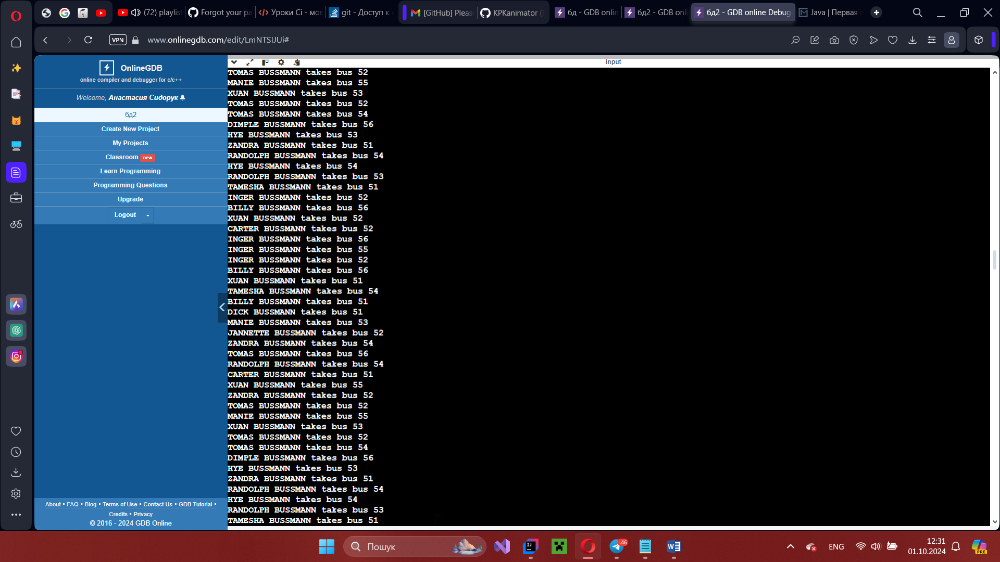 (72) playlis
Forgot your pa
Уроки Сі - мо
git - Доступ к
[GitHub] Pleas
KPKanimator (
бд - GDB onlin
бд2 - GDB onl
бд2 - GDB online Debug
Java | Первая
VPN
www.onlinegdb.com/edit/LmNTSIJUi#
OnlineGDB
online compiler and debugger for c/c++
Welcome, Анастасия Сидорук
бд2
Create New Project
My Projects
Classroom new
Learn Programming
Programming Questions
Upgrade
Logout
About • FAQ • Blog • Terms of Use • Contact Us • GDB Tutorial •
Credits • Privacy
© 2016 - 2024 GDB Online
input
TOMAS BUSSMANN takes bus 52
MANIE BUSSMANN takes bus 55
XUAN BUSSMANN takes bus 53
TOMAS BUSSMANN takes bus 52
TOMAS BUSSMANN takes bus 54
DIMPLE BUSSMANN takes bus 56
HYE BUSSMANN takes bus 53
ZANDRA BUSSMANN takes bus 51
RANDOLPH BUSSMANN takes bus 54
HYE BUSSMANN takes bus 54
RANDOLPH BUSSMANN takes bus 53
TAMESHA BUSSMANN takes bus 51
INGER BUSSMANN takes bus 52
BILLY BUSSMANN takes bus 56
XUAN BUSSMANN takes bus 52
CARTER BUSSMANN takes bus 52
INGER BUSSMANN takes bus 56
INGER BUSSMANN takes bus 55
INGER BUSSMANN takes bus 52
BILLY BUSSMANN takes bus 56
XUAN BUSSMANN takes bus 51
TAMESHA BUSSMANN takes bus 54
BILLY BUSSMANN takes bus 51
DICK BUSSMANN takes bus 51
MANIE BUSSMANN takes bus 53
JANNETTE BUSSMANN takes bus 52
ZANDRA BUSSMANN takes bus 54
TOMAS BUSSMANN takes bus 56
RANDOLPH BUSSMANN takes bus 54
CARTER BUSSMANN takes bus 51
XUAN BUSSMANN takes bus 55
ZANDRA BUSSMANN takes bus 52
TOMAS BUSSMANN takes bus 52
MANIE BUSSMANN takes bus 55
XUAN BUSSMANN takes bus 53
TOMAS BUSSMANN takes bus 52
TOMAS BUSSMANN takes bus 54
DIMPLE BUSSMANN takes bus 56
HYE BUSSMANN takes bus 53
ZANDRA BUSSMANN takes bus 51
RANDOLPH BUSSMANN takes bus 54
HYE BUSSMANN takes bus 54
RANDOLPH BUSSMANN takes bus 53
TAMESHA BUSSMANN takes bus 51
Пошук
46
ENG
12:31
01.10.2024
PRE